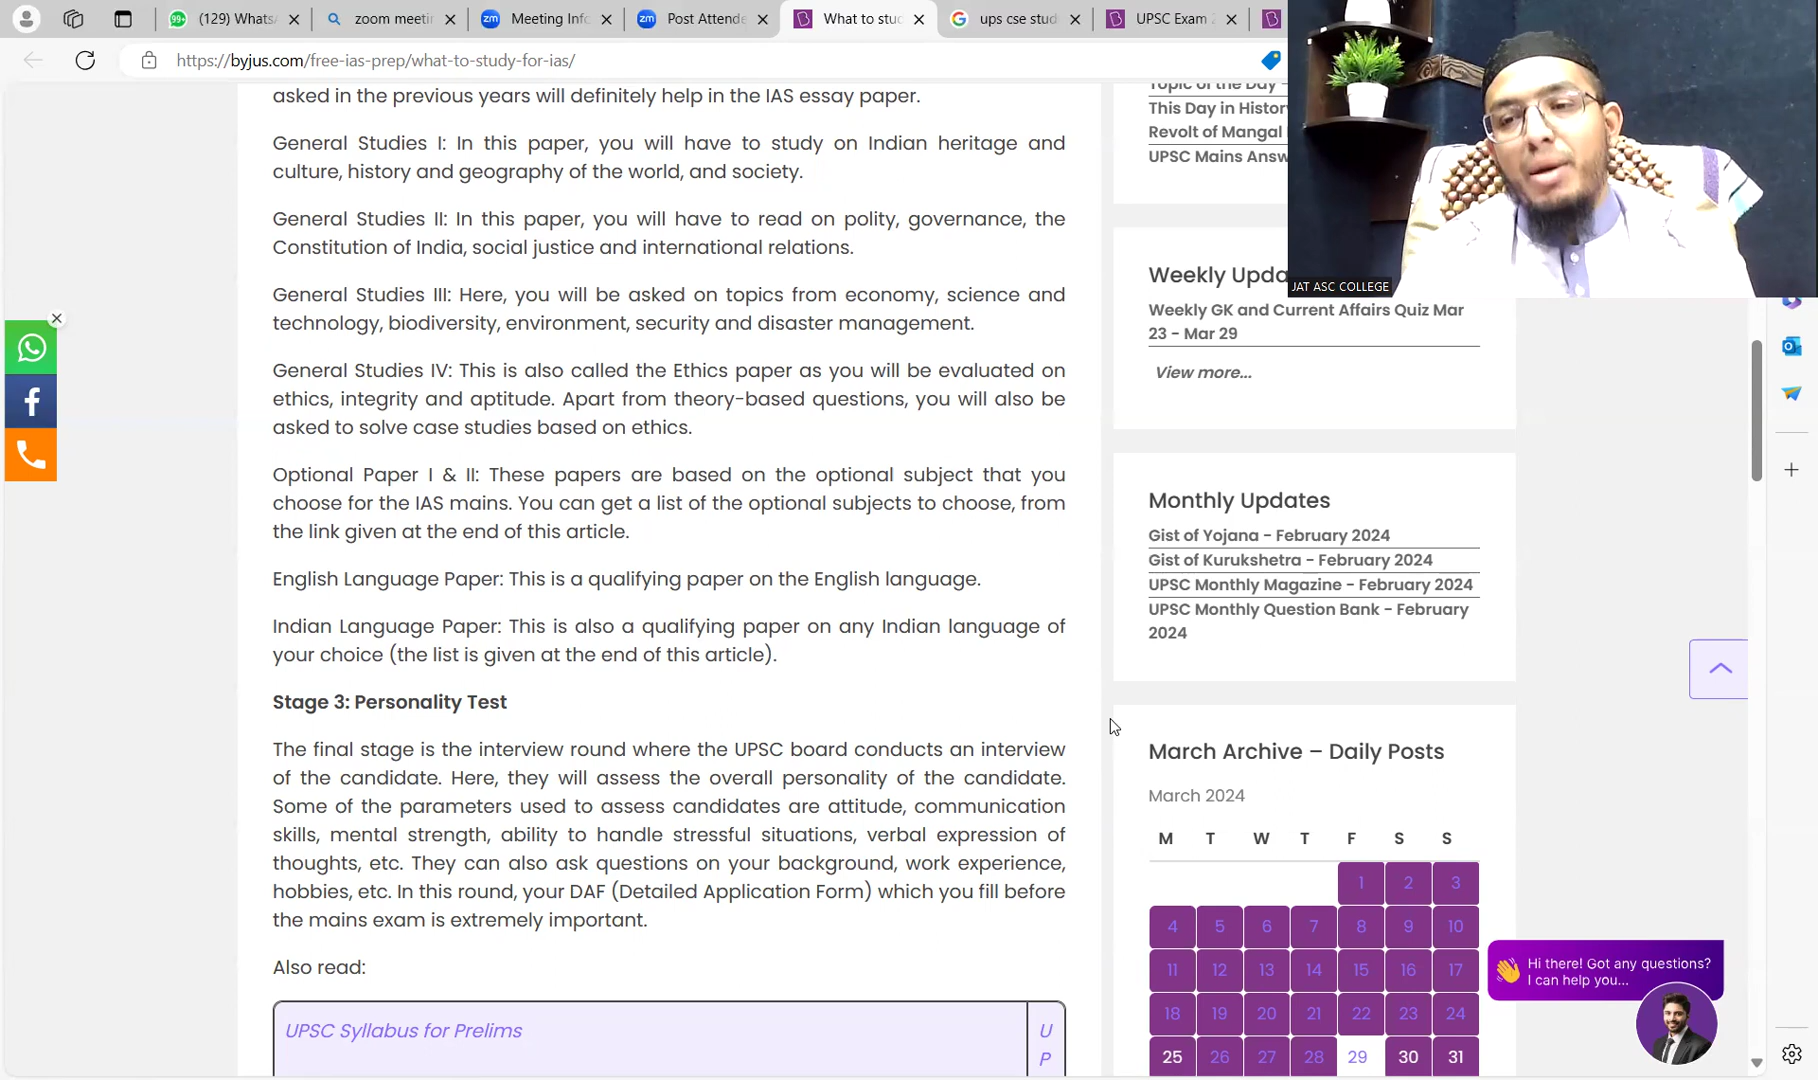 (129) Whats
zoom meeti
Meeting Inf
Post Attende
What to stu
ups cse stud
UPSC Exam
https://byjus.com/free-ias-prep/what-to-study-for-ias/
asked in the previous years will definitely help in the IAS essay paper.
General Studies I: In this paper, you will have to study on Indian heritage and
culture, history and geography of the world, and society.
General Studies II: In this paper, you will have to read on polity, governance, the
Constitution of India, social justice and international relations.
General Studies III: Here, you will be asked on topics from economy, science and
technology, biodiversity, environment, security and disaster management.
General Studies IV: This is also called the Ethics paper as you will be evaluated on
ethics, integrity and aptitude. Apart from theory-based questions, you will also be
asked to solve case studies based on ethics.
Optional Paper I & II: These papers are based on the optional subject that you
choose for the IAS mains. You can get a list of the optional subjects to choose, from
the link given at the end of this article.
English Language Paper: This is a qualifying paper on the English language.
Indian Language Paper: This is also a qualifying paper on any Indian language of
your choice (the list is given at the end of this article).
Stage 3: Personality Test
The final stage is the interview round where the UPSC board conducts an interview
of the candidate. Here, they will assess the overall personality of the candidate.
Some of the parameters used to assess candidates are attitude, communication
skills, mental strength, ability to handle stressful situations, verbal expression of
thoughts, etc. They can also ask questions on your background, work experience,
hobbies, etc. In this round, your DAF (Detailed Application Form) which you fill before
the mains exam is extremely important.
Also read:
UPSC Syllabus for Prelims
U
P
Topic of the Day -
This Day in History
Revolt of Mangal
UPSC Mains Answ
JAT ASC COLLEGE
Weekly Upda
Weekly GK and Current Affairs Quiz Mar
23 - Mar 29
View more...
Monthly Updates
Gist of Yojana - February 2024
Gist of Kurukshetra - February 2024
UPSC Monthly Magazine - February 2024
UPSC Monthly Question Bank - February
2024
March Archive – Daily Posts
March 2024
M T W T F S S
1 2 3
4 5 6 7 8 9 10
11 12 13 14 15 16 17
18 19 20 21 22 23 24
25 26 27 28 29 30 31
Hi there! Got any questions?
I can help you...